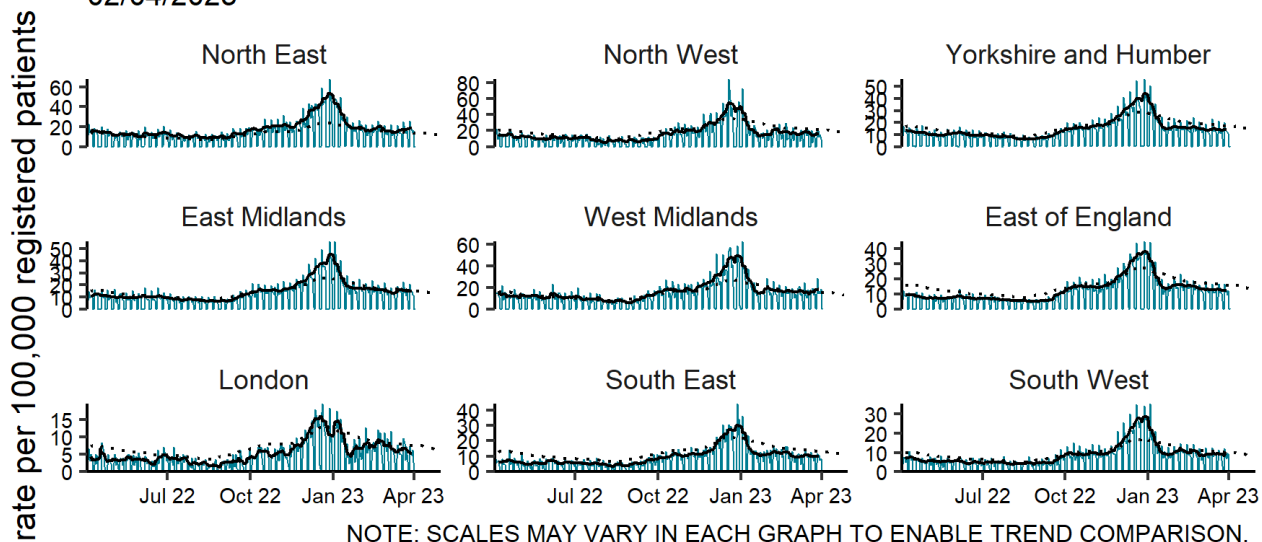 02/04/2023
rate per 100,000 registered patients
North East North West Yorkshire and Humber
60 40 20 0
80 60 40 20 0
50 40 30 20 10 0
East Midlands West Midlands East of England
50 40 30 20 10 0
60 40 20 0
40 30 20 10 0
London South East South West
15 10 5 0
40 30 20 10 0
30 20 10 0
Jul 22 Oct 22 Jan 23 Apr 23 Jul 22 Oct 22 Jan 23 Apr 23 Jul 22 Oct 22 Jan 23 Apr 23
NOTE: SCALES MAY VARY IN EACH GRAPH TO ENABLE TREND COMPARISON.